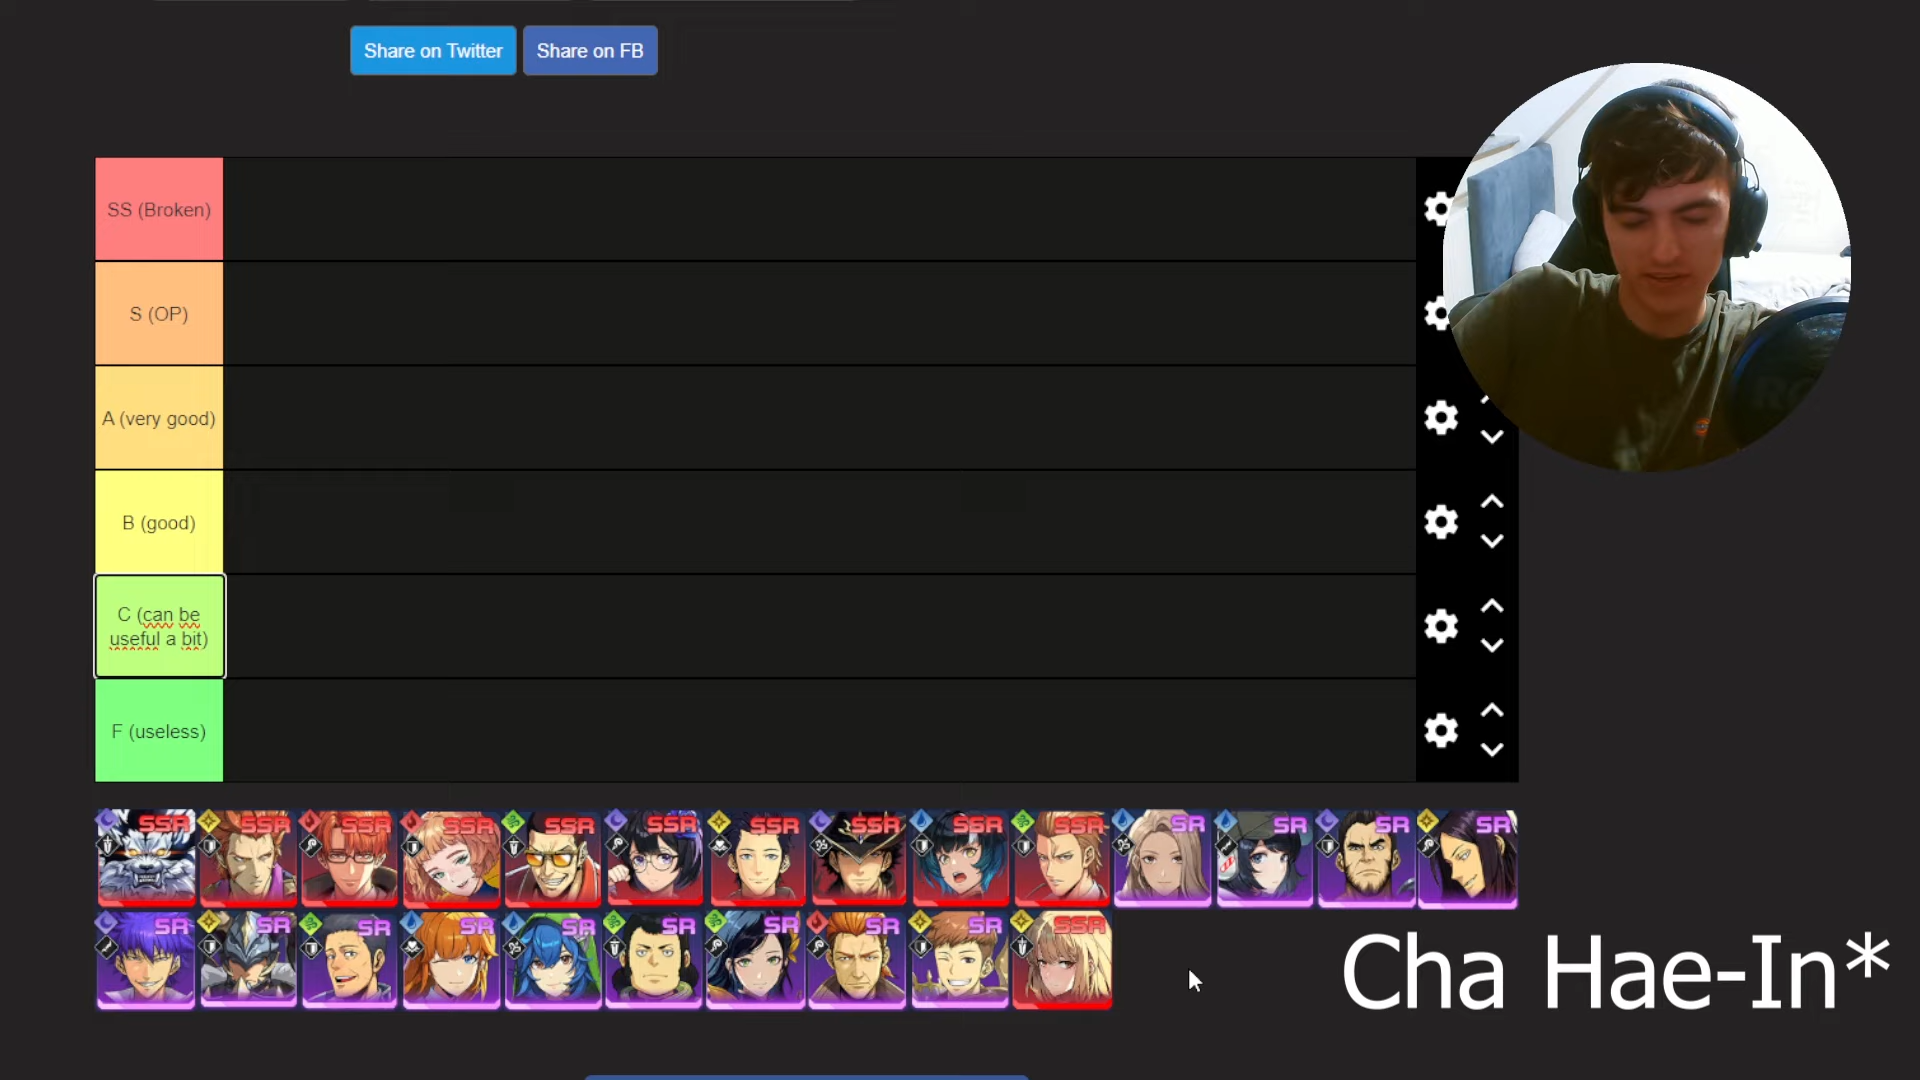 Share on Twitter Share on FB
SS (Broken)
S (OP)
A (very good)
B (good)
C (can be
useful a bit)
F (useless)
SSR SSR SSR SSR SSR SSR SSR SSR SSR SSR SR SR SR SR
SR SR SR SR SR SR SR SR SR SSR
Cha Hae-In*